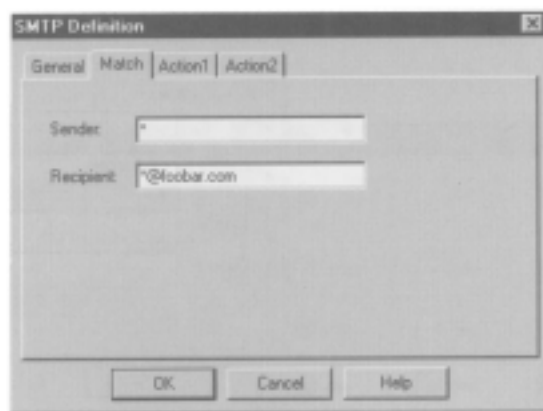 SMTP Definition
General Match Action1 Action2
Sender: *
Recipient: *@foobar.com
OK Cancel Help